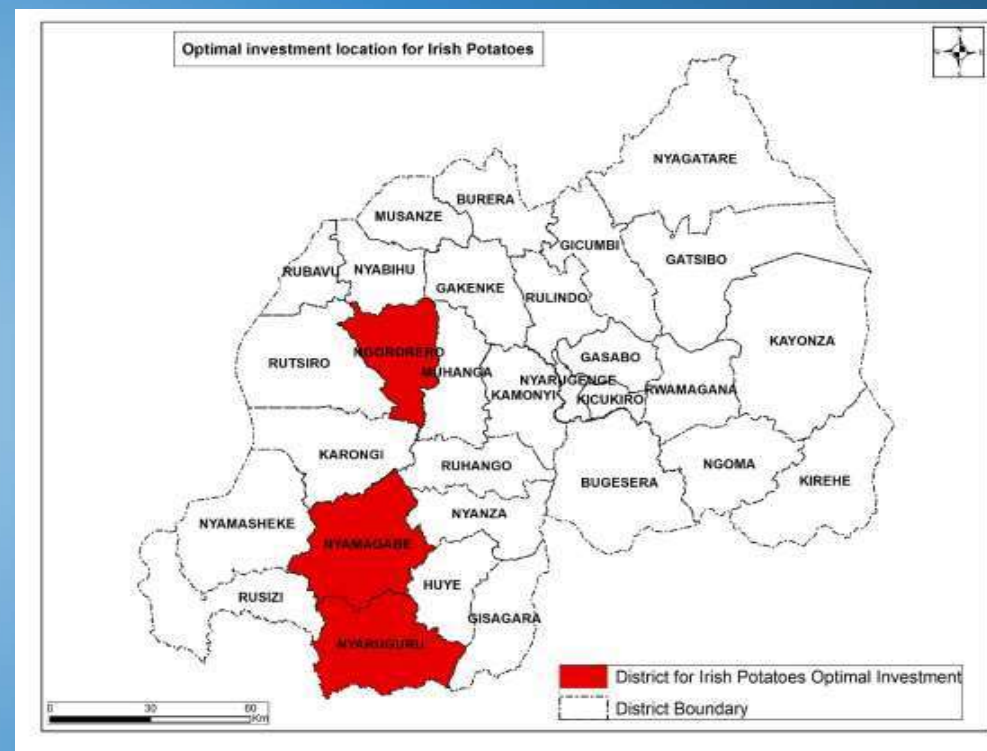 Optimal investment location for Irish Potatoes
NYAGATARE
BURERA
MUSANZE
GICUMBI
GATSIBO
RUBAVU
NYABIHU
GAKENKE
RULINDO
KAYONZA
GASABO
NGORORERO
RUTSIRO
MUHANGA
NYARUGENGE
KAMONYI
KICUKIRO
RWAMAGANA
KARONGI
RUHANGO
NGOMA
BUGESERA
KIREHE
NYANZA
NYAMASHEKE
NYAMAGABE
HUYE
RUSIZI
GISAGARA
NYARUGURU
District for Irish Potatoes Optimal Investment
District Boundary
0 30 60
Km